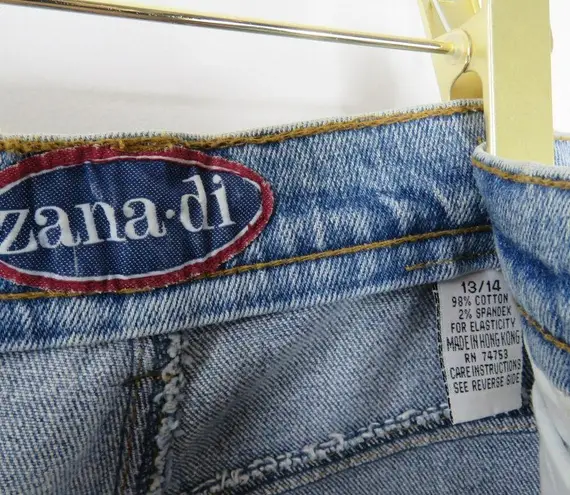 zana·di
13/14
98% COTTON
2% SPANDEX
FOR ELASTICITY
MADE IN HONG KONG
RN 74753
CARE INSTRUCTIONS
SEE REVERSE SIDE